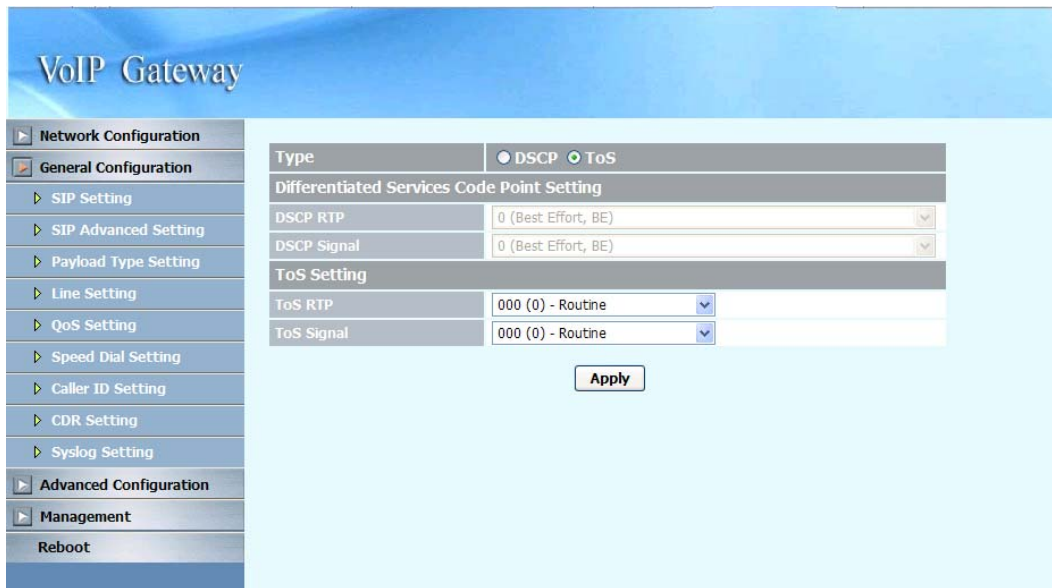 VoIP Gateway
Network Configuration
General Configuration
SIP Setting
SIP Advanced Setting
Payload Type Setting
Line Setting
QoS Setting
Speed Dial Setting
Caller ID Setting
CDR Setting
Syslog Setting
Advanced Configuration
Management
Reboot
Type DSCP ToS
Differentiated Services Code Point Setting
DSCP RTP 0 (Best Effort, BE)
DSCP Signal 0 (Best Effort, BE)
ToS Setting
ToS RTP 000 (0) - Routine
ToS Signal 000 (0) - Routine
Apply